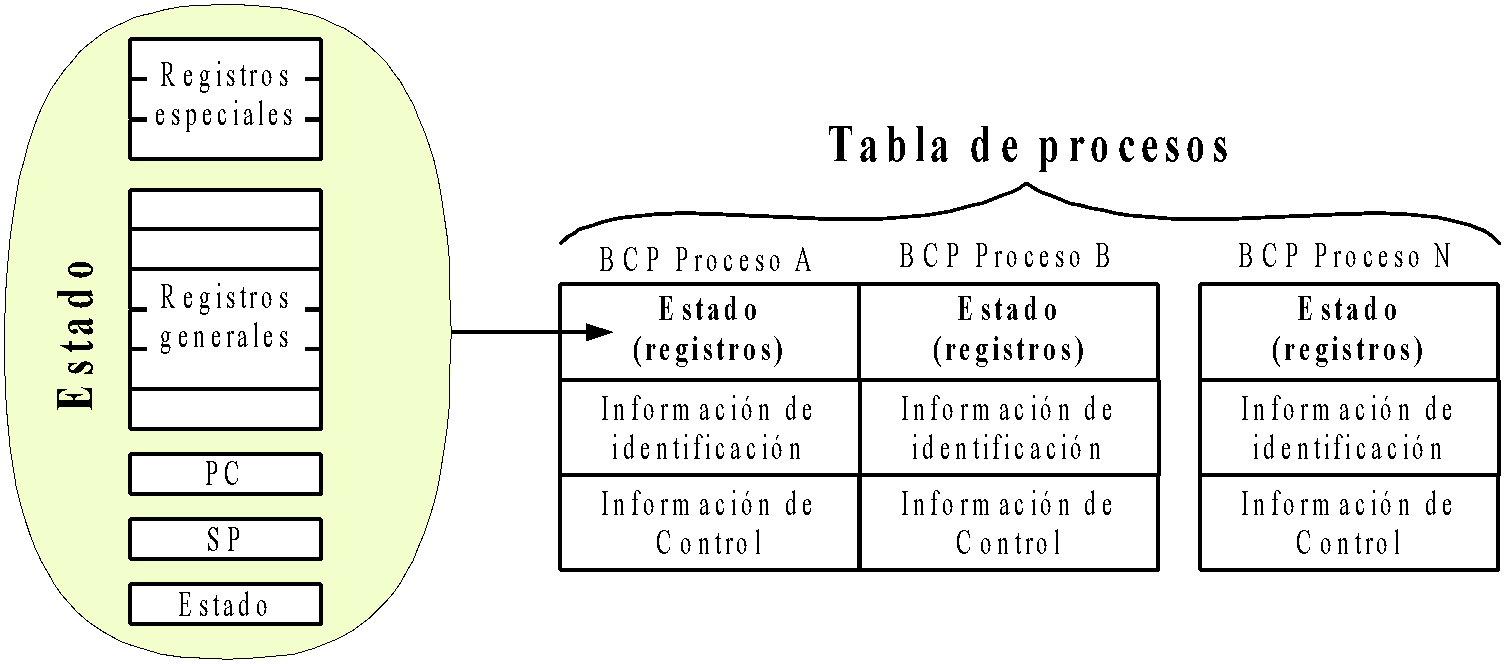 Estado
Registros
especiales
Registros
generales
PC
SP
Estado
Tabla de procesos
BCP Proceso A
Estado
(registros)
Información de
identificación
Información de
Control
BCP Proceso B
Estado
(registros)
Información de
identificación
Información de
Control
BCP Proceso N
Estado
(registros)
Información de
identificación
Información de
Control